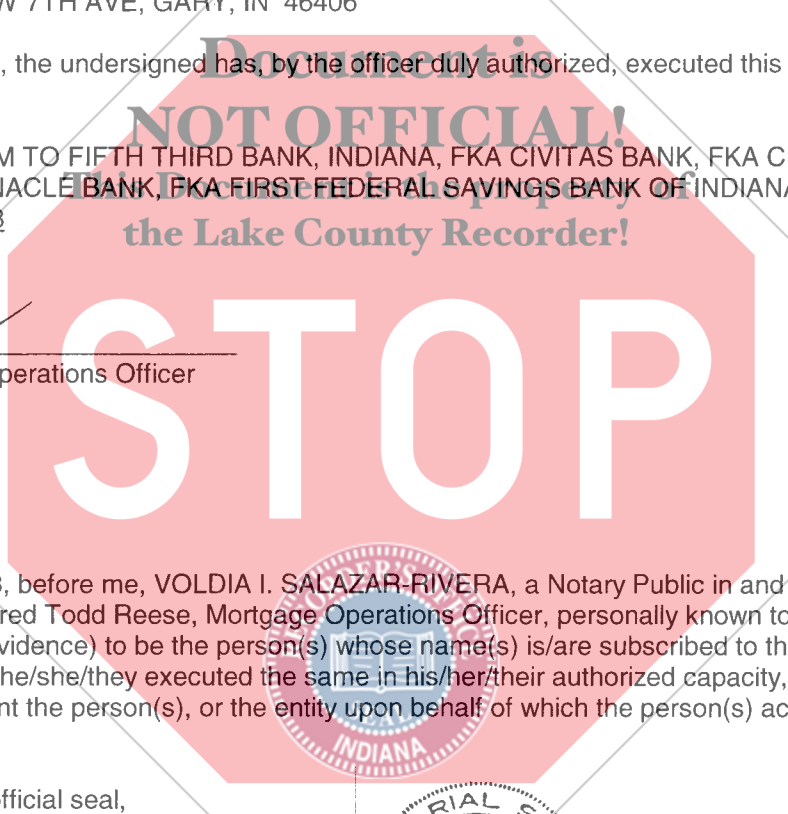 W 7TH AVE, GARY, IN 46406
Document is
, the undersigned has, by the officer duly authorized, executed this
NOT OFFICIAL!
M TO FIFTH THIRD BANK, INDIANA, FKA CIVITAS BANK, FKA C
NACLE BANK, FKA FIRST FEDERAL SAVINGS BANK OF INDIANA
This Document is the property of
the Lake County Recorder!
STOP
perations Officer
, before me, VOLDIA I. SALAZAR-RIVERA, a Notary Public in and
red Todd Reese, Mortgage Operations Officer, personally known to
vidence) to be the person(s) whose name(s) is/are subscribed to th
he/she/they executed the same in his/her/their authorized capacity,
nt the person(s), or the entity upon behalf of which the person(s) ac
RECORDER'S OFFICE
SEAL
INDIANA
fficial seal,
RIAL S